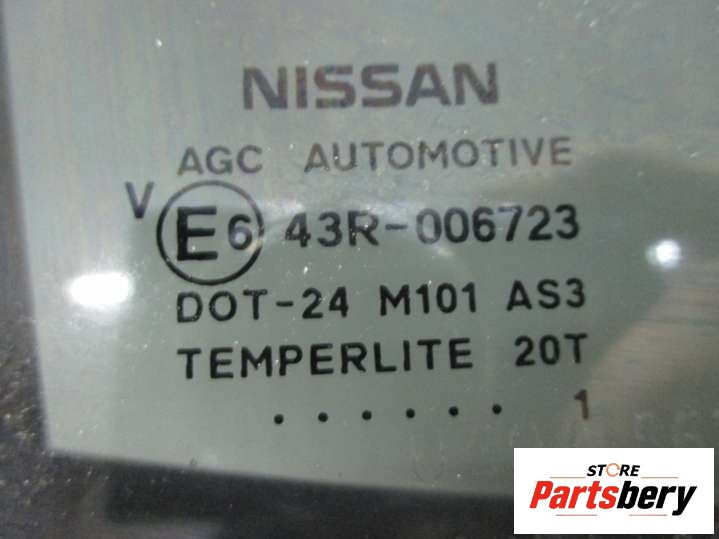 NISSAN
AGC AUTOMOTIVE
V E6 43R-006723
DOT-24 M101 AS3
TEMPERLITE 20T
. . . . . . 1
STORE
Partsbery